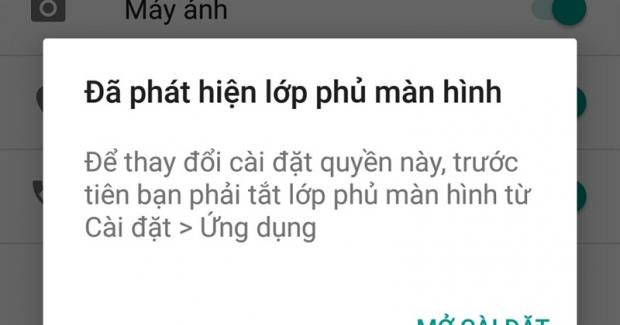 Máy ảnh
Đã phát hiện lớp phủ màn hình
Để thay đổi cài đặt quyền này, trước
tiên bạn phải tắt lớp phủ màn hình từ
Cài đặt > Ứng dụng
MỞ CÀI ĐẶT